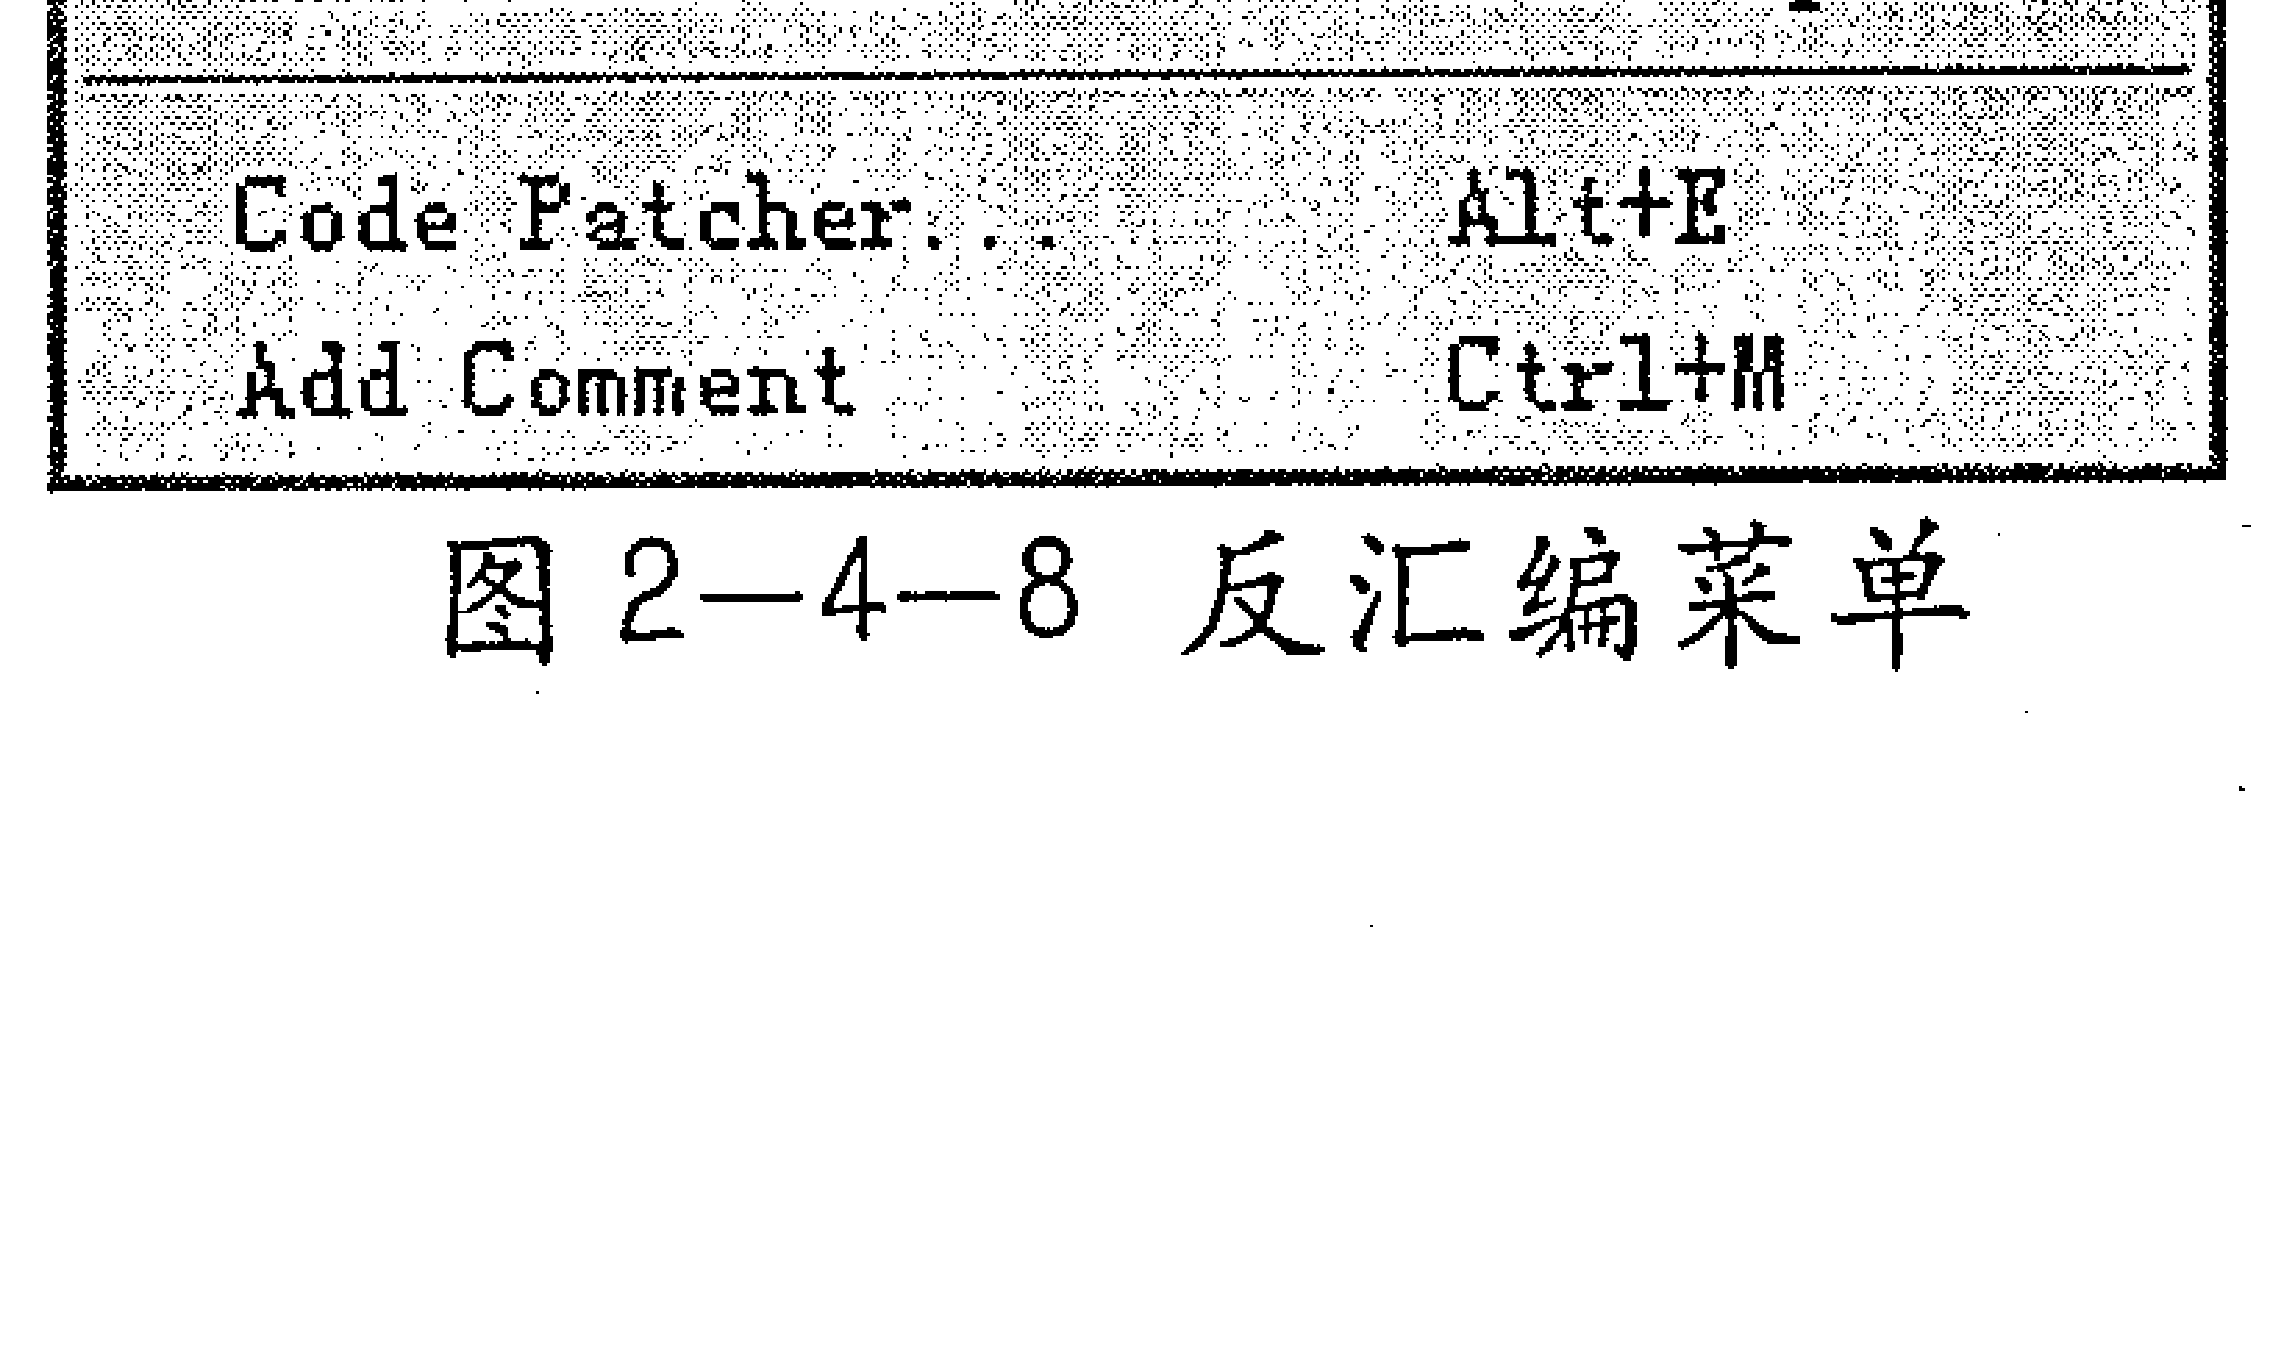 Code Patcher... Alt+E
Add Comment Ctrl+M
图 2—4—8 反汇编菜单